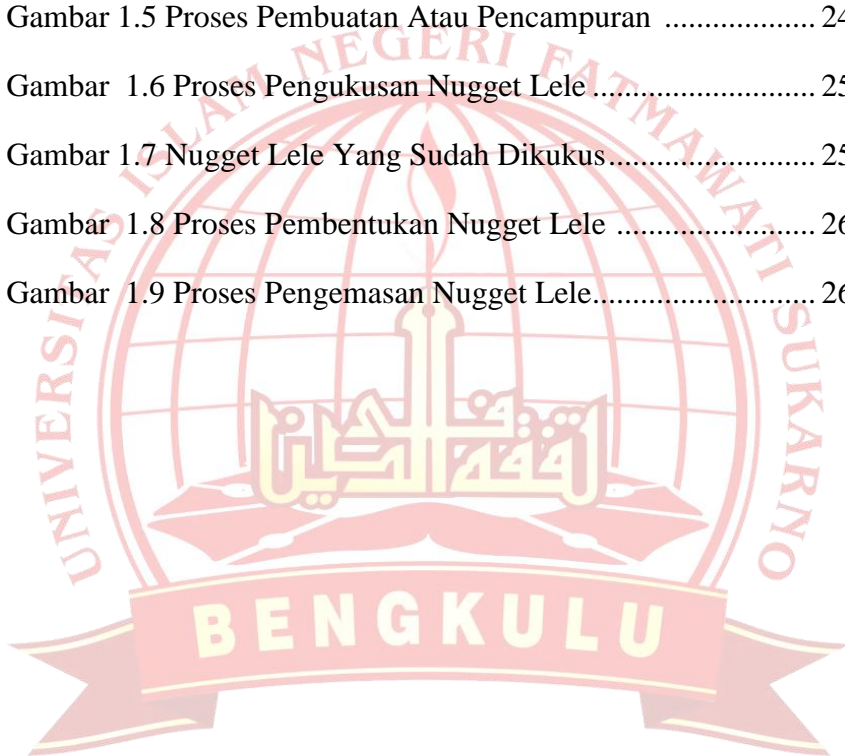 Gambar 1.5 Proses Pembuatan Atau Pencampuran ................... 24
Gambar 1.6 Proses Pengukusan Nugget Lele ............................ 25
Gambar 1.7 Nugget Lele Yang Sudah Dikukus .......................... 25
Gambar 1.8 Proses Pembentukan Nugget Lele ......................... 26
Gambar 1.9 Proses Pengemasan Nugget Lele ............................ 26
UNIVERSITAS ISLAM NEGERI FATMAWATI SUKARNO
BENGKULU